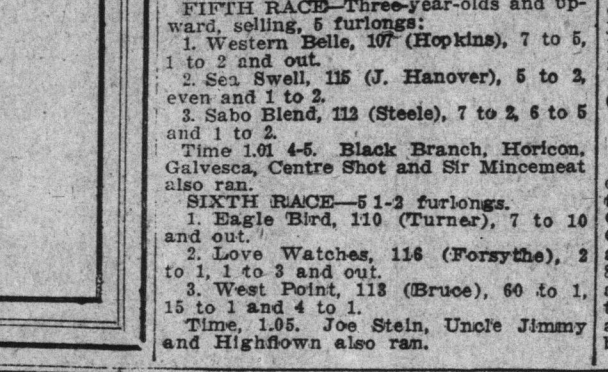 FIFTH RACE—Three-year-olds and up-
ward, selling, 5 furlongs:
1. Western Belle, 107 (Hopkins), 7 to 5,
1 to 2 and out.
2. Sea Swell, 115 (J. Hanover), 5 to 2,
even and 1 to 2.
3. Sabo Blend, 112 (Steele), 7 to 2, 6 to 5
and 1 to 2.
Time 1.01 4-5. Black Branch, Horicon,
Galvesca, Centre Shot and Sir Mincemeat
also ran.
SIXTH RACE—5 1-2 furlongs.
1. Eagle Bird, 110 (Turner), 7 to 10
and out.
2. Love Watches, 116 (Forsythe), 2
to 1, 1 to 3 and out.
3. West Point, 113 (Bruce), 60 to 1,
15 to 1 and 4 to 1.
Time, 1.05. Joe Stein, Uncle Jimmy
and Highflown also ran.